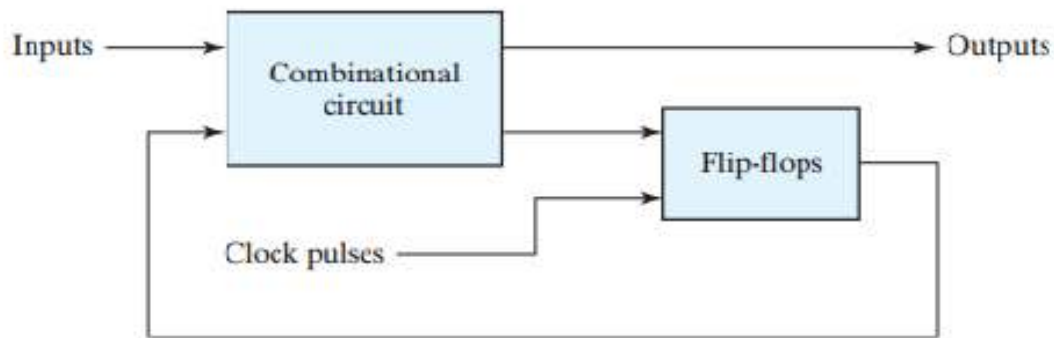 Inputs
Combinational
circuit
Outputs
Flip-flops
Clock pulses